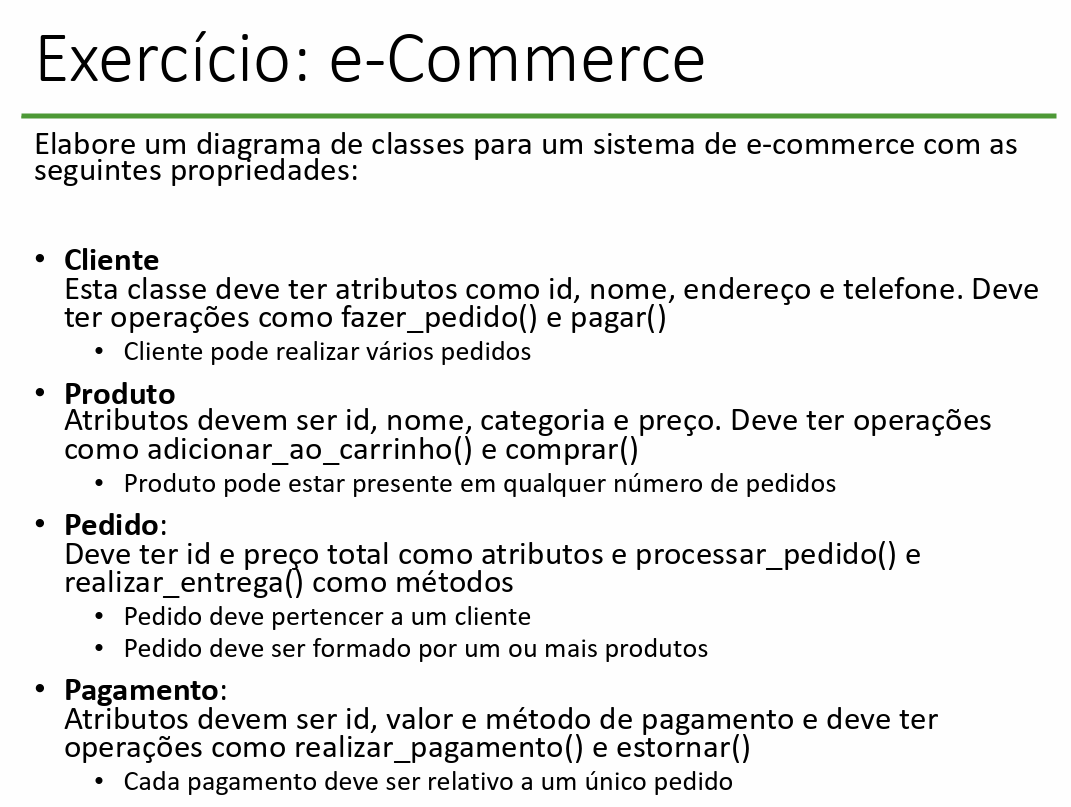 Exercício: e-Commerce
Elabore um diagrama de classes para um sistema de e-commerce com as
seguintes propriedades:
• Cliente
Esta classe deve ter atributos como id, nome, endereço e telefone. Deve
ter operações como fazer_pedido() e pagar()
• Cliente pode realizar vários pedidos
• Produto
Atributos devem ser id, nome, categoria e preço. Deve ter operações
como adicionar_ao_carrinho() e comprar()
• Produto pode estar presente em qualquer número de pedidos
• Pedido:
Deve ter id e preço total como atributos e processar_pedido() e
realizar_entrega() como métodos
• Pedido deve pertencer a um cliente
• Pedido deve ser formado por um ou mais produtos
• Pagamento:
Atributos devem ser id, valor e método de pagamento e deve ter
operações como realizar_pagamento() e estornar()
• Cada pagamento deve ser relativo a um único pedido